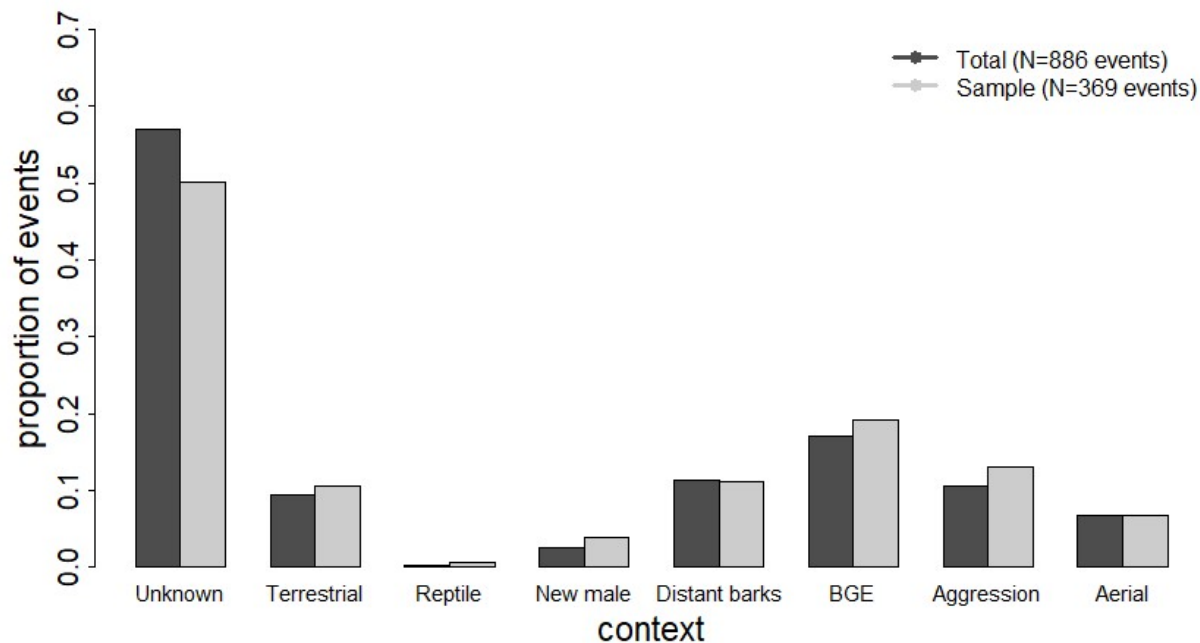 Total (N=886 events)
Sample (N=369 events)
proportion of events
0.7
0.6
0.5
0.4
0.3
0.2
0.1
0.0
Unknown Terrestrial Reptile New male Distant barks BGE Aggression Aerial
context